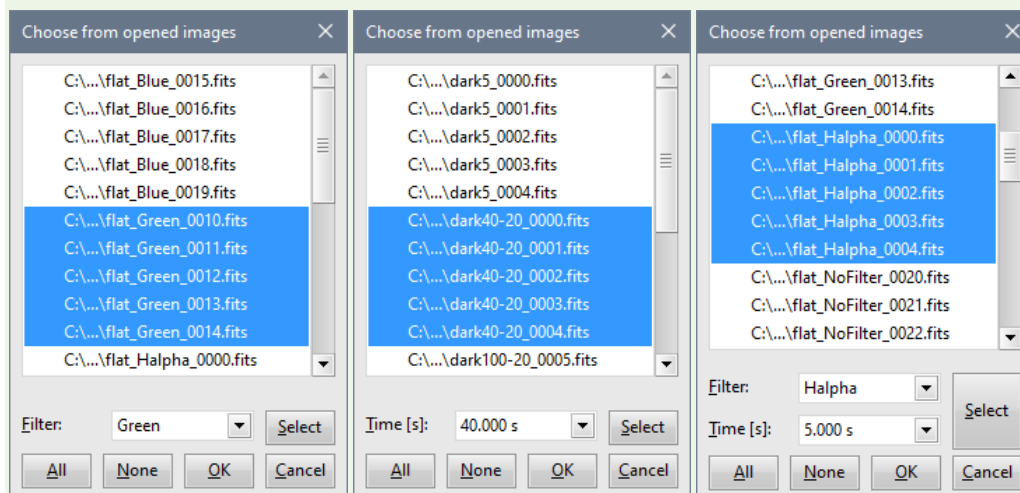 Choose from opened images
C:\...\flat_Blue_0015.fits
C:\...\flat_Blue_0016.fits
C:\...\flat_Blue_0017.fits
C:\...\flat_Blue_0018.fits
C:\...\flat_Blue_0019.fits
C:\...\flat_Green_0010.fits
C:\...\flat_Green_0011.fits
C:\...\flat_Green_0012.fits
C:\...\flat_Green_0013.fits
C:\...\flat_Green_0014.fits
C:\...\flat_Halpha_0000.fits
Filter: Green Select
All None OK Cancel
Choose from opened images
C:\...\dark5_0000.fits
C:\...\dark5_0001.fits
C:\...\dark5_0002.fits
C:\...\dark5_0003.fits
C:\...\dark5_0004.fits
C:\...\dark40-20_0000.fits
C:\...\dark40-20_0001.fits
C:\...\dark40-20_0002.fits
C:\...\dark40-20_0003.fits
C:\...\dark40-20_0004.fits
C:\...\dark100-20_0005.fits
Time [s]: 40.000 s Select
All None OK Cancel
Choose from opened images
C:\...\flat_Green_0013.fits
C:\...\flat_Green_0014.fits
C:\...\flat_Halpha_0000.fits
C:\...\flat_Halpha_0001.fits
C:\...\flat_Halpha_0002.fits
C:\...\flat_Halpha_0003.fits
C:\...\flat_Halpha_0004.fits
C:\...\flat_NoFilter_0020.fits
C:\...\flat_NoFilter_0021.fits
C:\...\flat_NoFilter_0022.fits
Filter: Halpha
Select
Time [s]: 5.000 s
All None OK Cancel